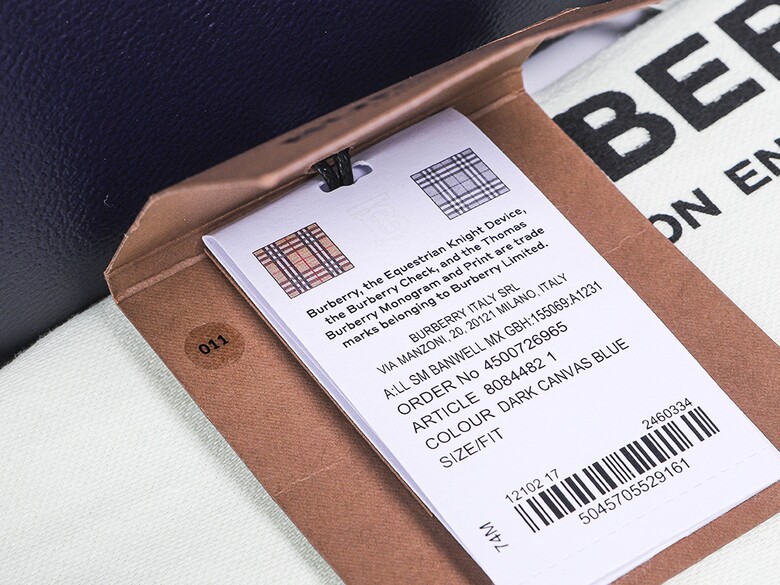 BE
ON EN
011
Burberry, the Equestrian Knight Device,
the Burberry Check, and the Thomas
Burberry Monogram and Print are trade
marks belonging to Burberry Limited.
BURBERRY ITALY SRL
VIA MANZONI, 20, 20121 MILANO, ITALY
A:LL SM BANWELL MX GBH:155069:A1231
ORDER No 4500726965
ARTICLE 8084482 1
COLOUR DARK CANVAS BLUE
SIZE/FIT
2460334
12102 17
5045705529161
74M